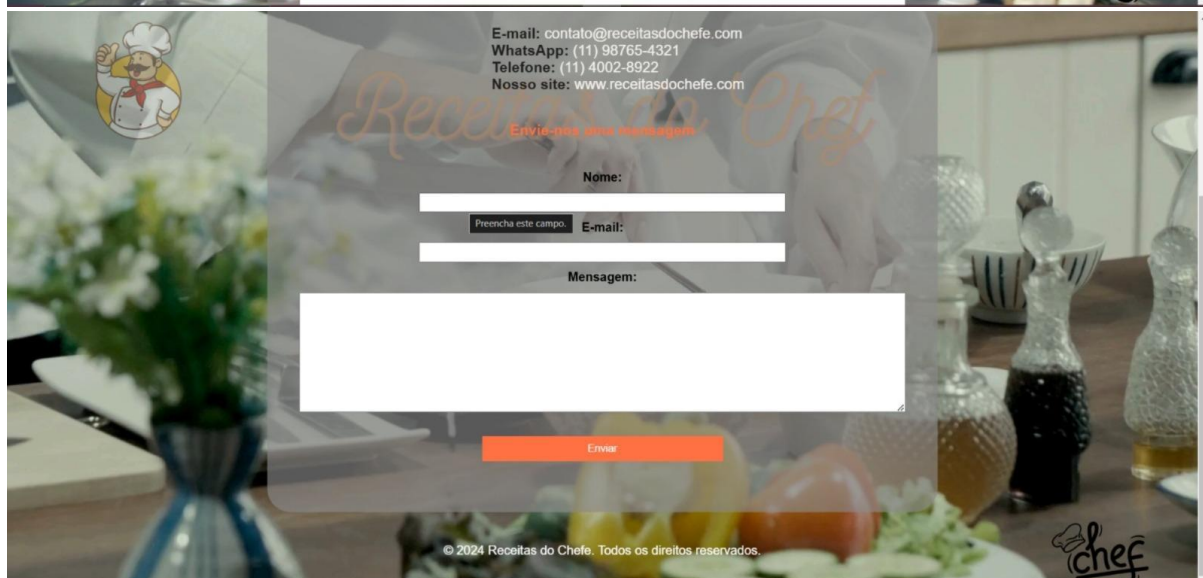 E-mail: contato@receitasdochefe.com
WhatsApp: (11) 98765-4321
Telefone: (11) 4002-8922
Nosso site: www.receitasdochefe.com
Receitas do Chef
Envie-nos uma mensagem
Nome:
Preencha este campo.
E-mail:
Mensagem:
Enviar
© 2024 Receitas do Chefe. Todos os direitos reservados.
chef